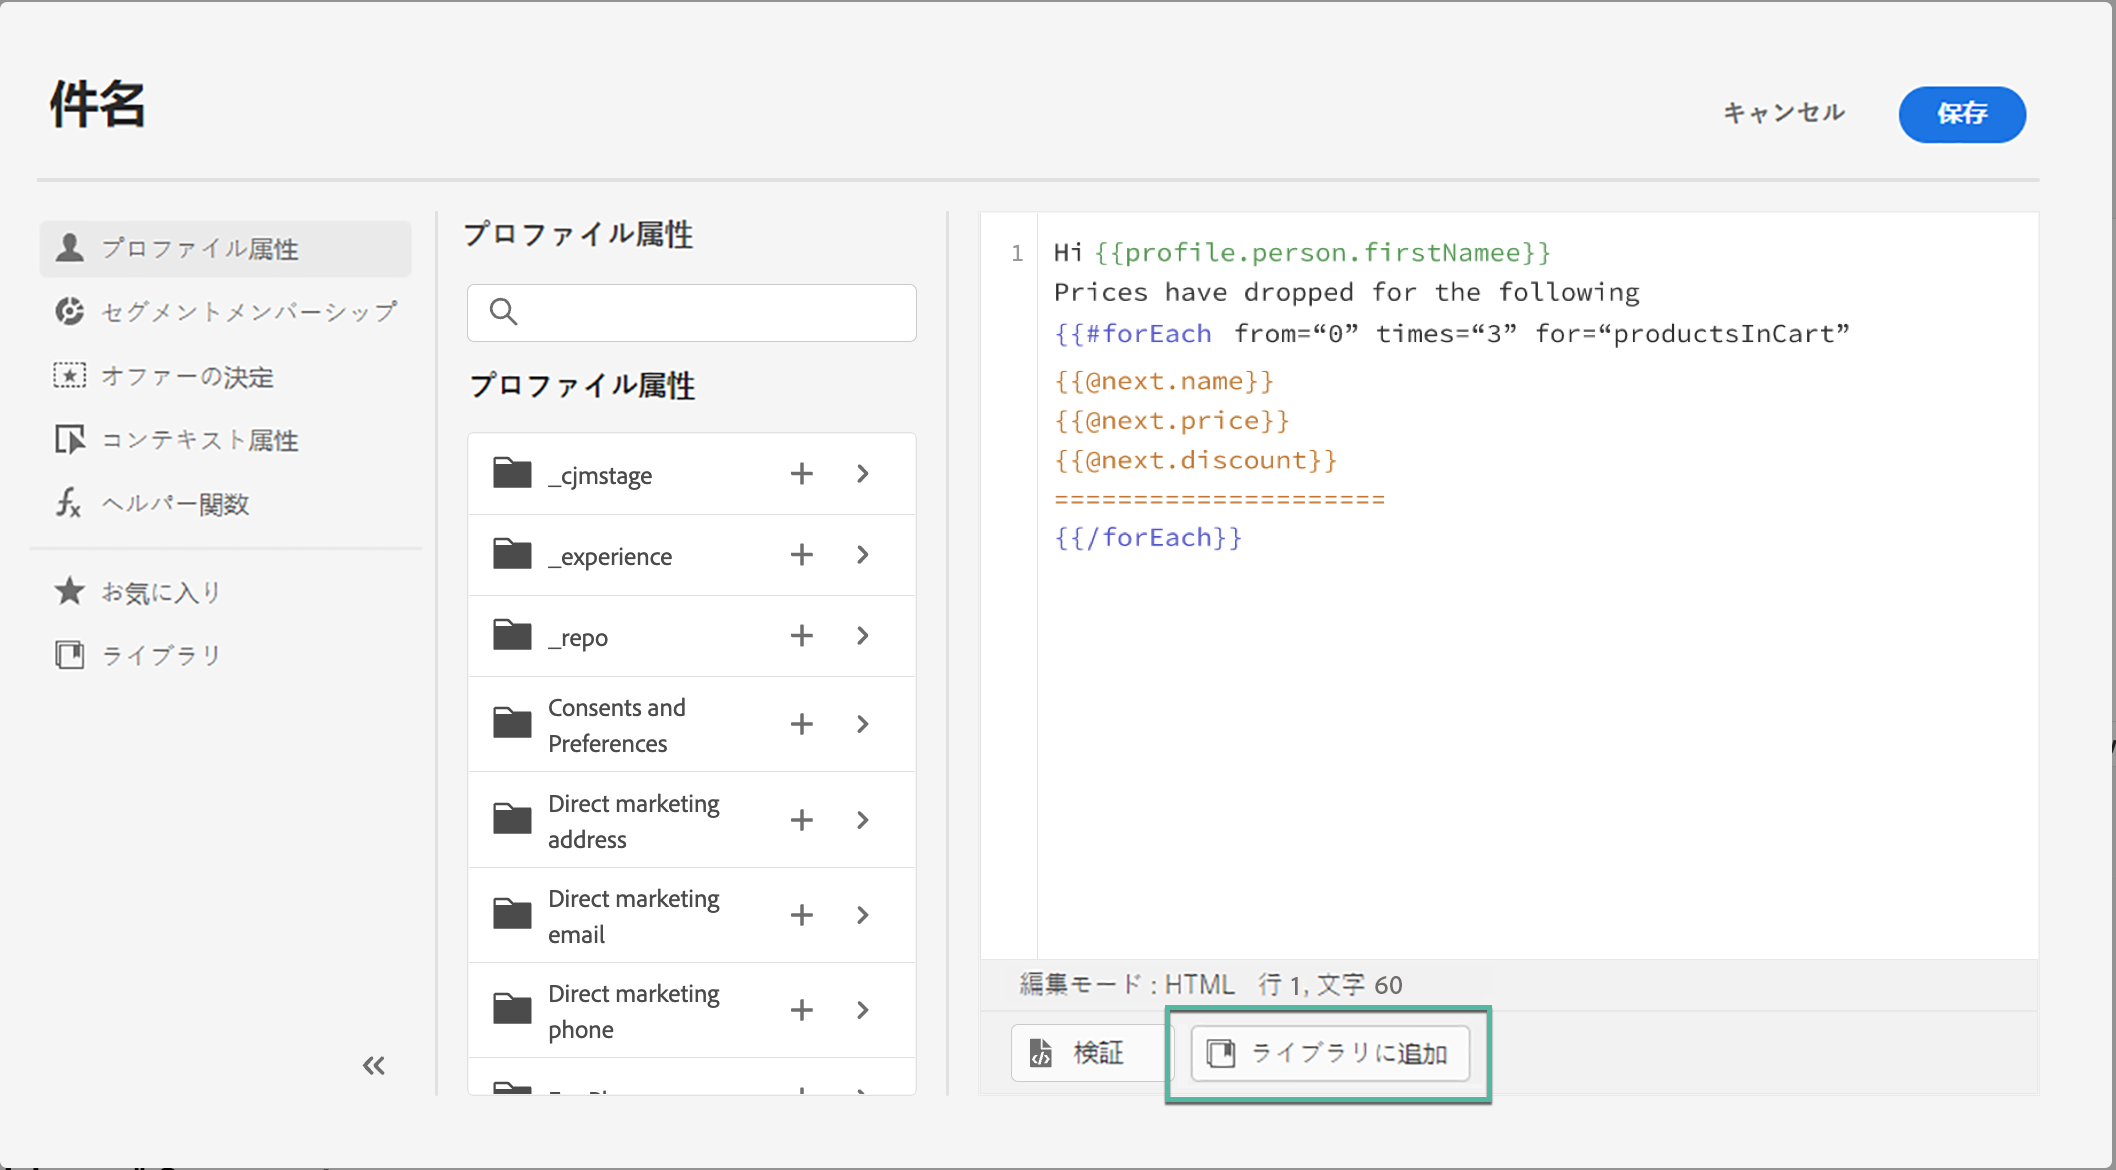 件名
キャンセル
保存
プロファイル属性
セグメントメンバーシップ
オファーの決定
コンテキスト属性
ヘルパー関数
お気に入り
ライブラリ
プロファイル属性
プロファイル属性
_cjmstage
_experience
_repo
Consents and
Preferences
Direct marketing
address
Direct marketing
email
Direct marketing
phone
1
Hi {{profile.person.firstNamee}}
Prices have dropped for the following
{{#forEach from=“0” times=“3” for=“productsInCart”
{{@next.name}}
{{@next.price}}
{{@next.discount}}
=====================
{{/forEach}}
編集モード : HTML 行 1, 文字 60
検証
ライブラリに追加